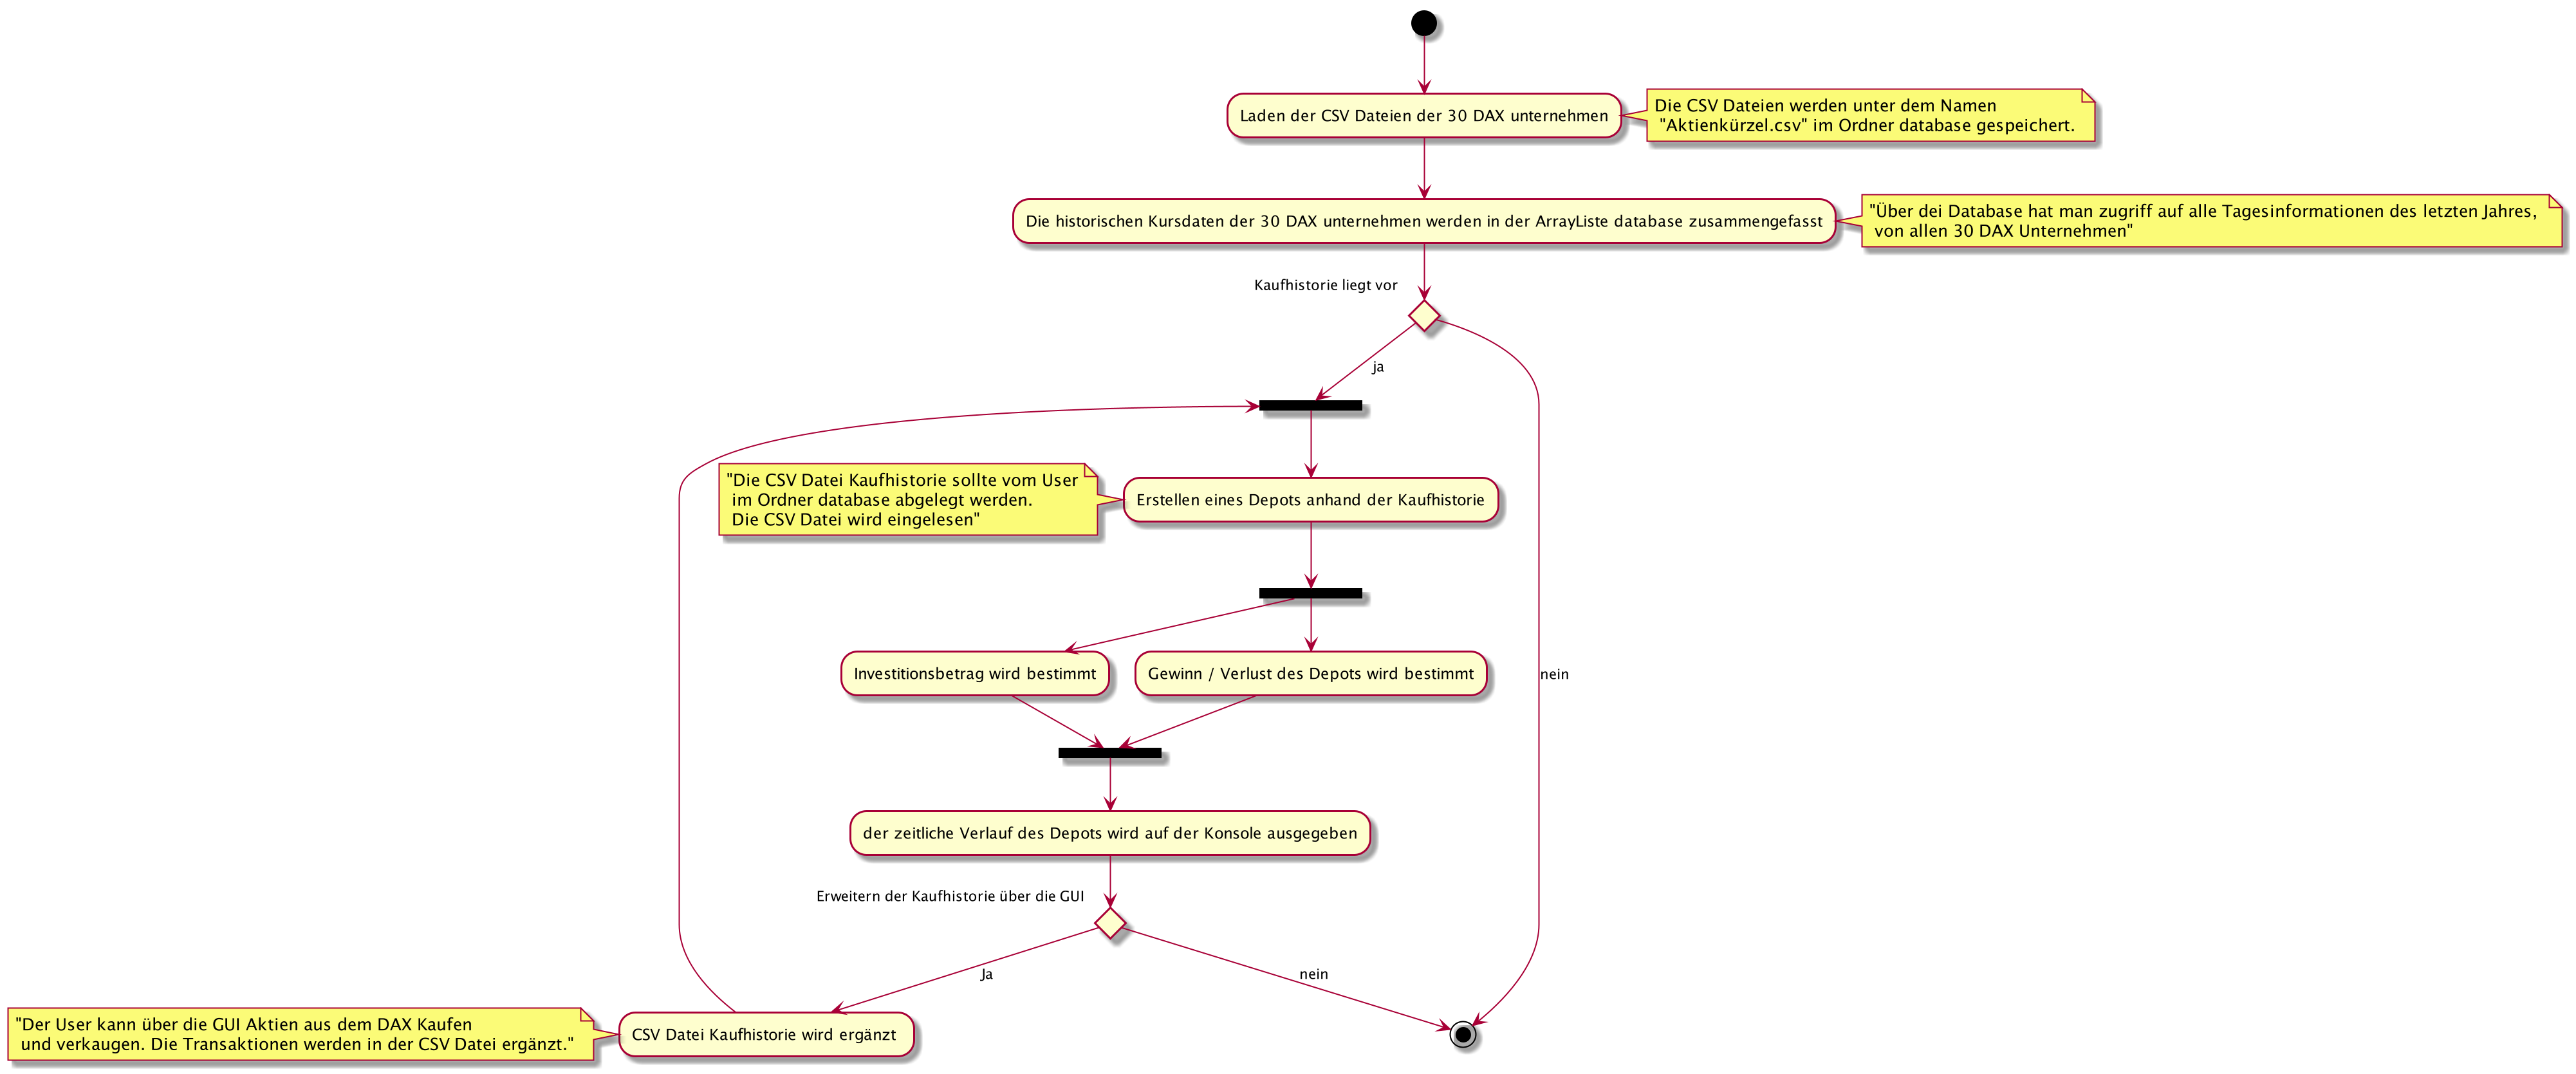 Laden der CSV Dateien der 30 DAX unternehmen
Die CSV Dateien werden unter dem Namen
"Aktienkürzel.csv" im Ordner database gespeichert.
Die historischen Kursdaten der 30 DAX unternehmen werden in der ArrayListe database zusammengefasst
"Über dei Database hat man zugriff auf alle Tagesinformationen des letzten Jahres,
von allen 30 DAX Unternehmen"
Kaufhistorie liegt vor
ja
"Die CSV Datei Kaufhistorie sollte vom User
im Ordner database abgelegt werden.
Die CSV Datei wird eingelesen"
Erstellen eines Depots anhand der Kaufhistorie
Investitionsbetrag wird bestimmt
Gewinn / Verlust des Depots wird bestimmt
nein
der zeitliche Verlauf des Depots wird auf der Konsole ausgegeben
Erweitern der Kaufhistorie über die GUI
Ja
nein
"Der User kann über die GUI Aktien aus dem DAX Kaufen
und verkaugen. Die Transaktionen werden in der CSV Datei ergänzt."
CSV Datei Kaufhistorie wird ergänzt